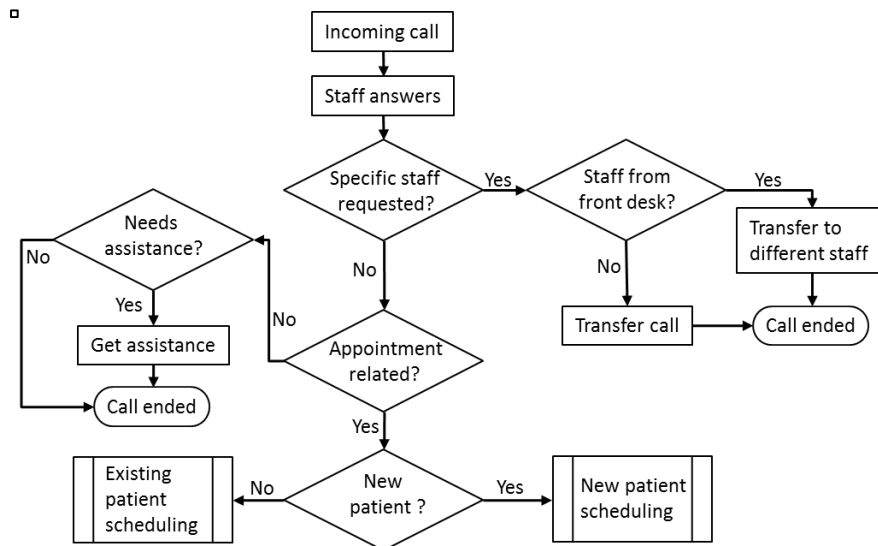 Incoming call
Staff answers
Specific staff
requested?
Yes
Staff from
front desk?
Yes
Transfer to
different staff
No
Transfer call
Call ended
No
Needs
assistance?
No
Yes
Get assistance
Call ended
No
Appointment
related?
Yes
New
patient ?
No
Existing
patient
scheduling
Yes
New patient
scheduling